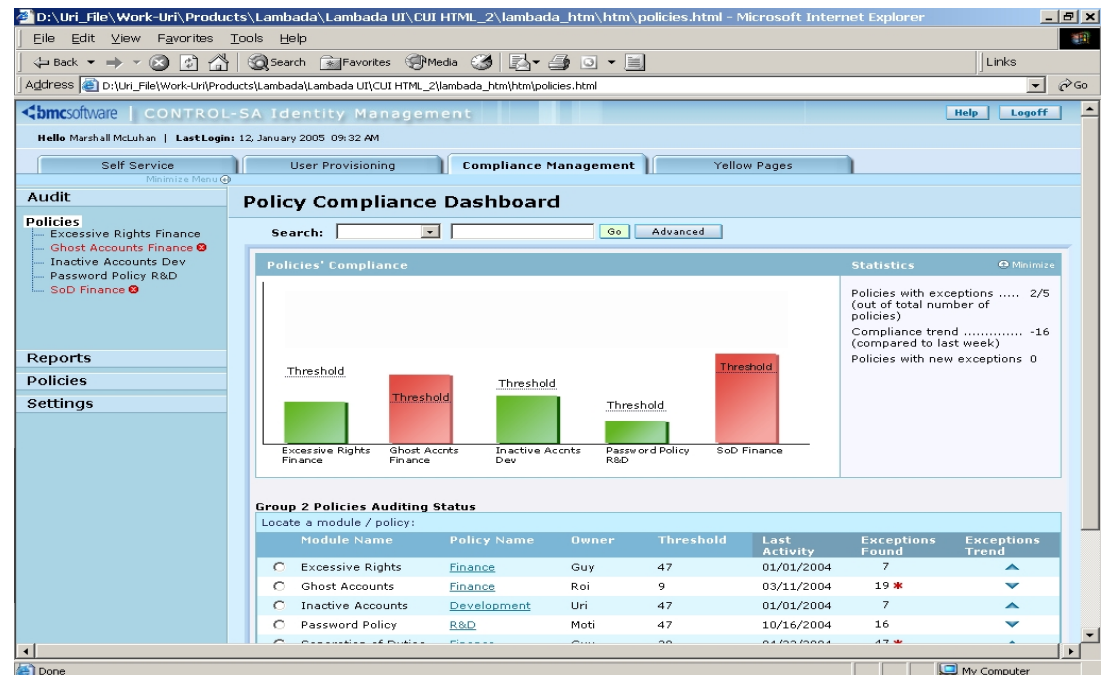 D:\Uri_File\Work-Uri\Products\Lambada\Lambada UI\CUI HTML_2\lambada_htm\htm\policies.html - Microsoft Internet Explorer
File Edit View Favorites Tools Help
Back Search Favorites Media Links
Address D:\Uri_File\Work-Uri\Products\Lambada\Lambada UI\CUI HTML_2\lambada_htm\htm\policies.html Go
bmcsoftware | CONTROL-SA Identity Management Help Logoff
Hello Marshall McLuhan | LastLogin: 12, January 2005 09:32 AM
Self Service User Provisioning Compliance Management Yellow Pages
Minimize Menu
Audit
Policies
Excessive Rights Finance
Ghost Accounts Finance
Inactive Accounts Dev
Password Policy R&D
SoD Finance
Reports
Policies
Settings
Policy Compliance Dashboard
Search: Go Advanced
Policies' Compliance
Threshold
Threshold
Threshold
Threshold
Threshold
Excessive Rights Finance
Ghost Accnts Finance
Inactive Accnts Dev
Password Policy R&D
SoD Finance
Statistics Minimize
Policies with exceptions ..... 2/5
(out of total number of
policies)
Compliance trend .............. -16
(compared to last week)
Policies with new exceptions 0
Group 2 Policies Auditing Status
Locate a module / policy:
Module Name Policy Name Owner Threshold Last Activity Exceptions Found Exceptions Trend
Excessive Rights Finance Guy 47 01/01/2004 7
Ghost Accounts Finance Roi 9 03/11/2004 19 *
Inactive Accounts Development Uri 47 01/01/2004 7
Password Policy R&D Moti 47 10/16/2004 16
Done My Computer